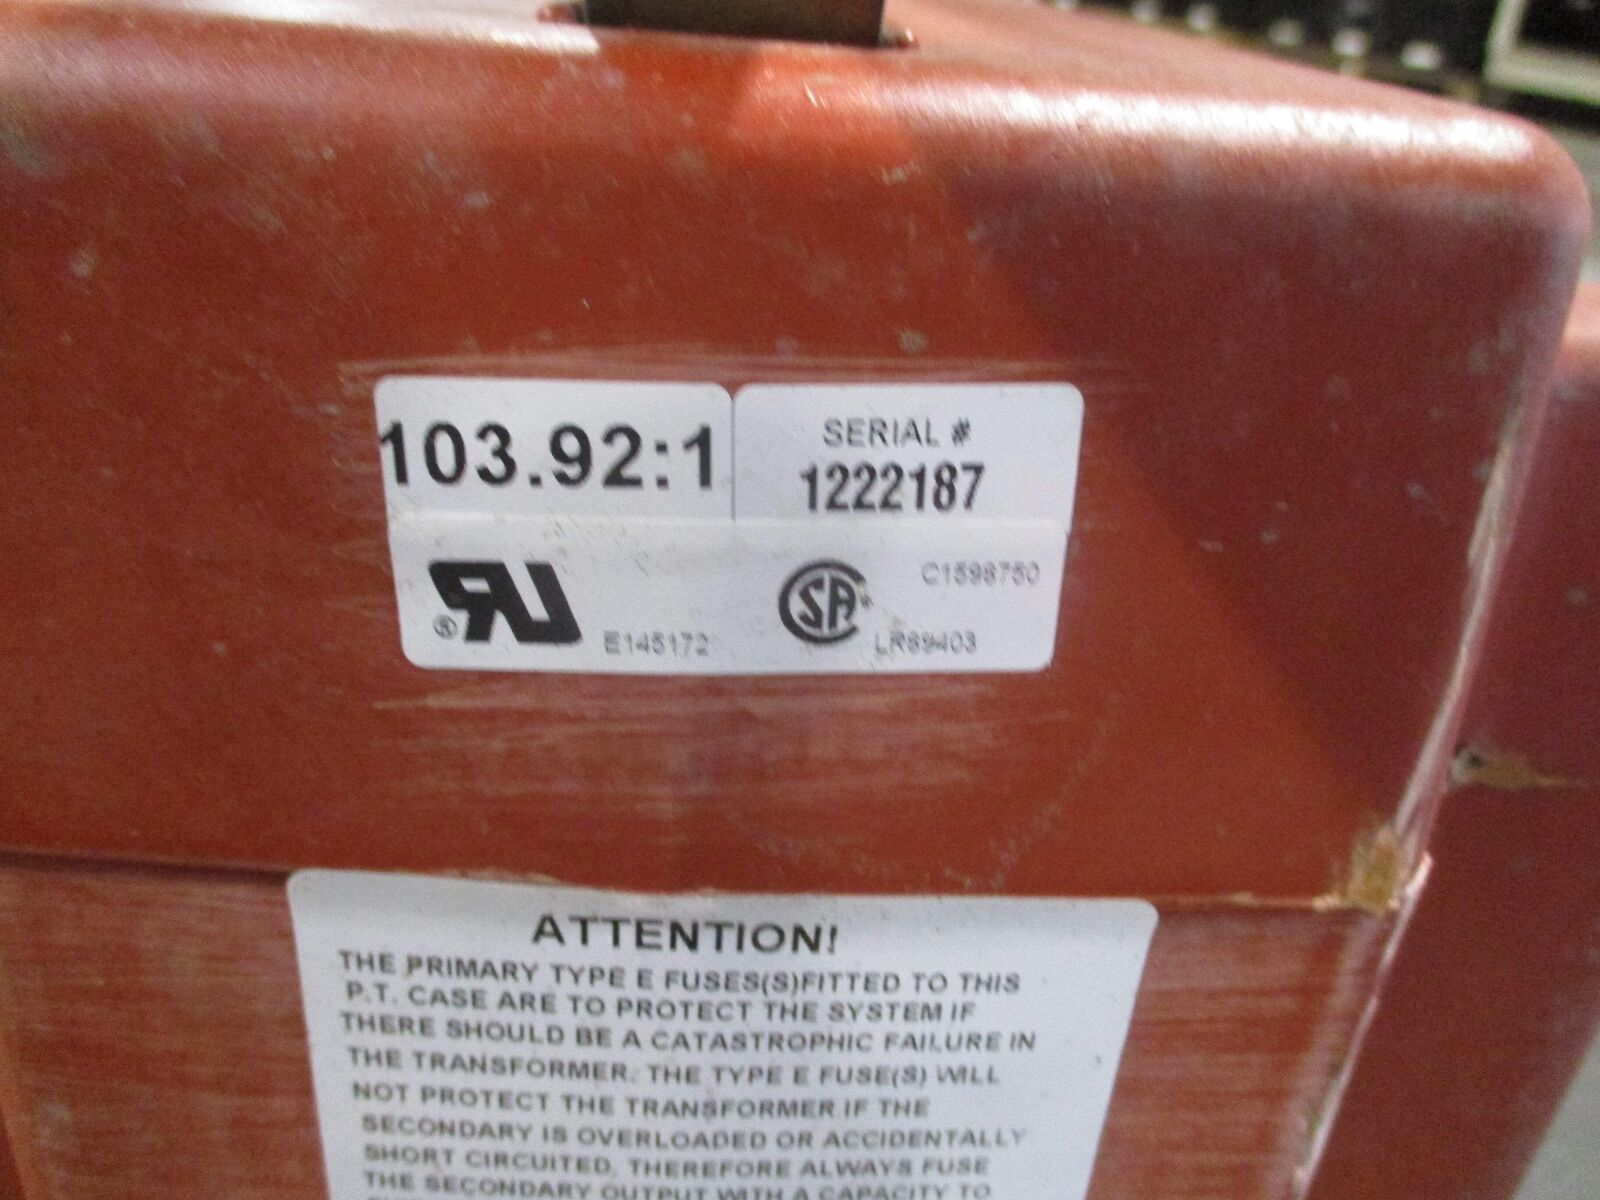 103.92:1
SERIAL #
1222187
C1598750
E145172
LR89403
ATTENTION!
THE PRIMARY TYPE E FUSES(S)FITTED TO THIS
P.T. CASE ARE TO PROTECT THE SYSTEM IF
THERE SHOULD BE A CATASTROPHIC FAILURE IN
THE TRANSFORMER. THE TYPE E FUSE(S) WILL
NOT PROTECT THE TRANSFORMER IF THE
SECONDARY IS OVERLOADED OR ACCIDENTALLY
SHORT CIRCUITED. THEREFORE ALWAYS FUSE
THE SECONDARY OUTPUT WITH A CAPACITY TO